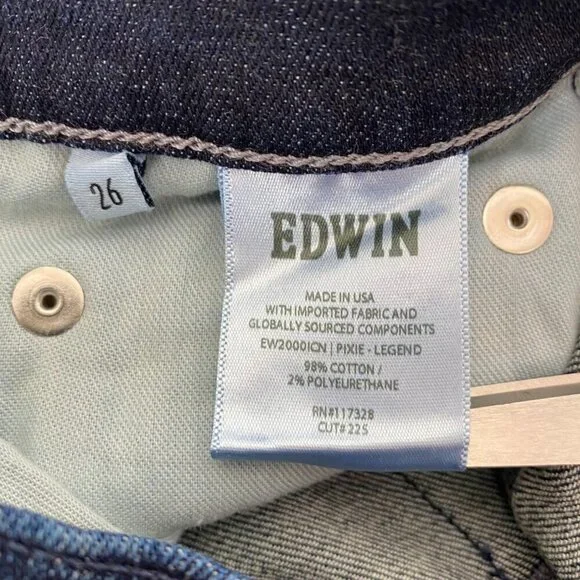 26
EDWIN
MADE IN USA
WITH IMPORTED FABRIC AND
GLOBALLY SOURCED COMPONENTS
EW2000ICN | PIXIE - LEGEND
98% COTTON /
2% POLYEURETHANE
RN#117328
CUT# 225